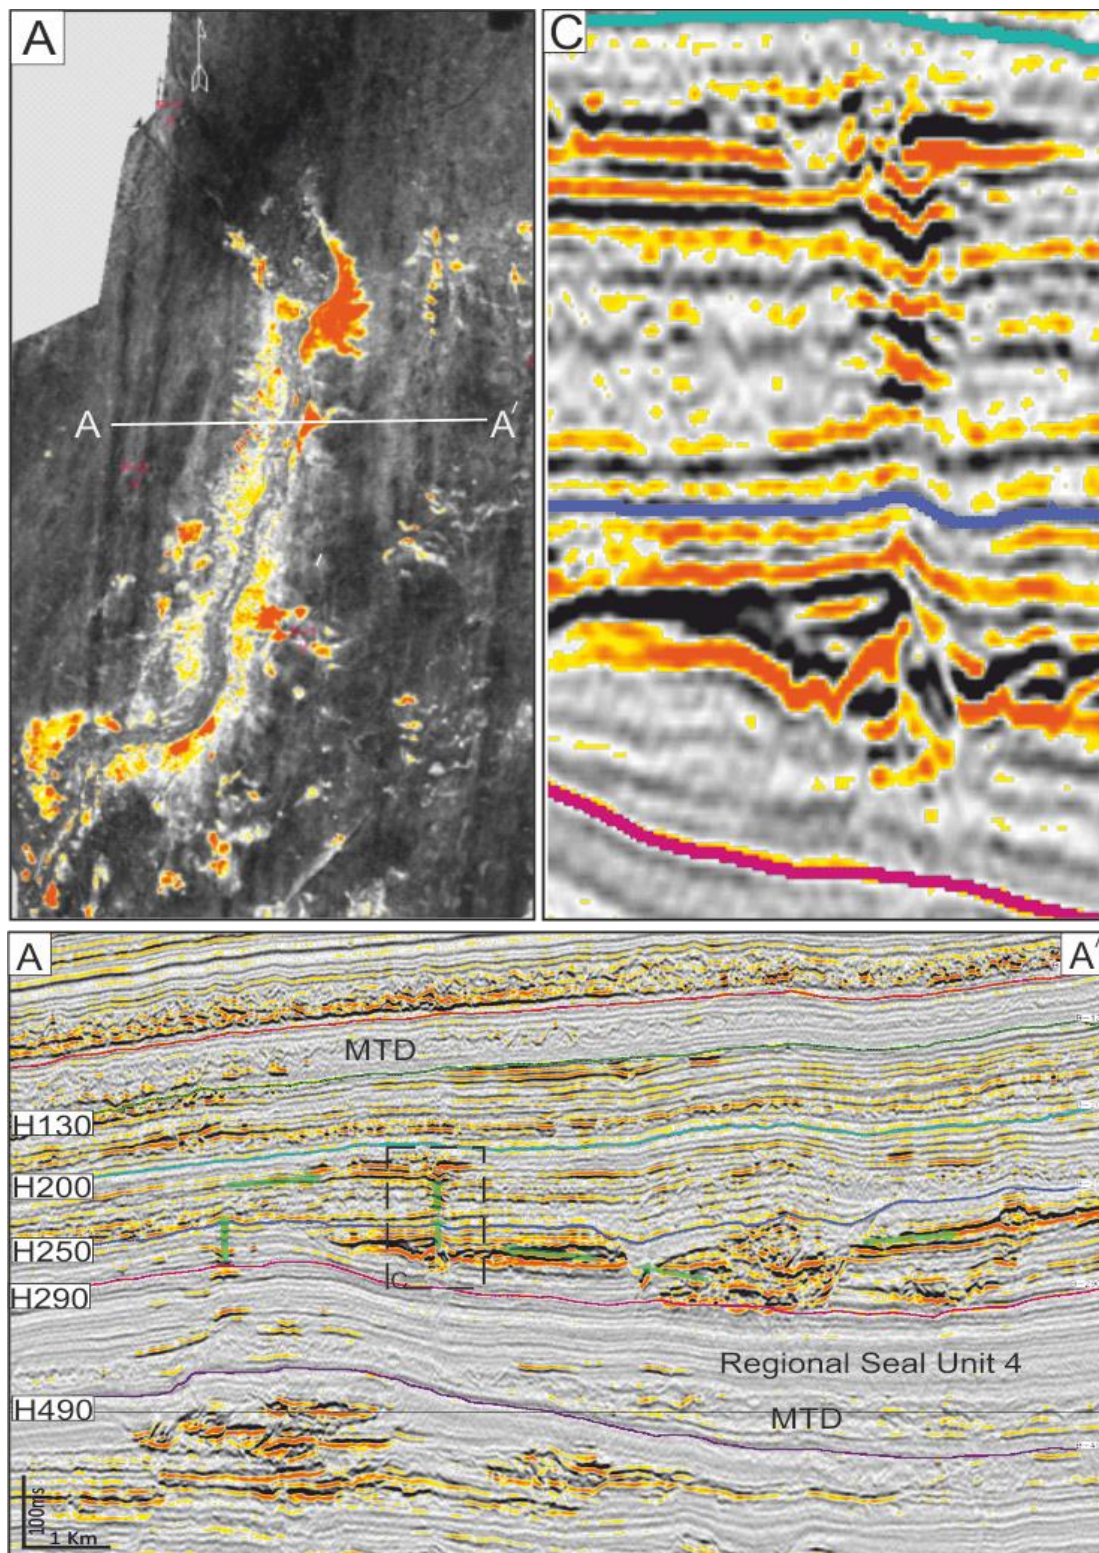 A
C
A
A′
A
A′
MTD
H130
H200
H250
C
H290
Regional Seal Unit 4
H490
MTD
100ms
1 Km